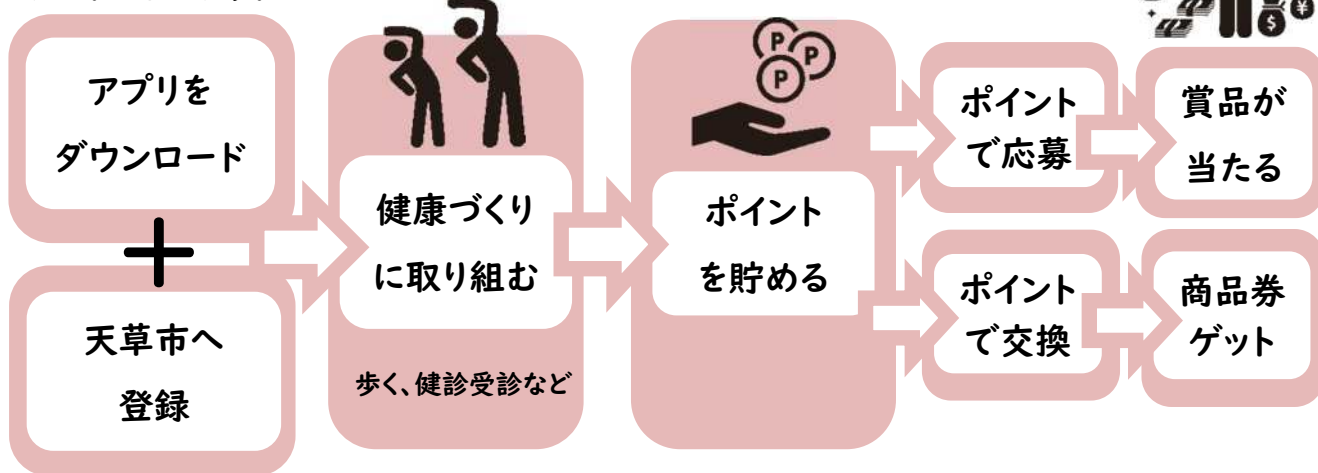 アプリを
ダウンロード
＋
天草市へ
登録
健康づくり
に取り組む
歩く、健診受診など
P
P
P
ポイント
を貯める
ポイント
で応募
賞品が
当たる
ポイント
で交換
商品券
ゲット
$
¥